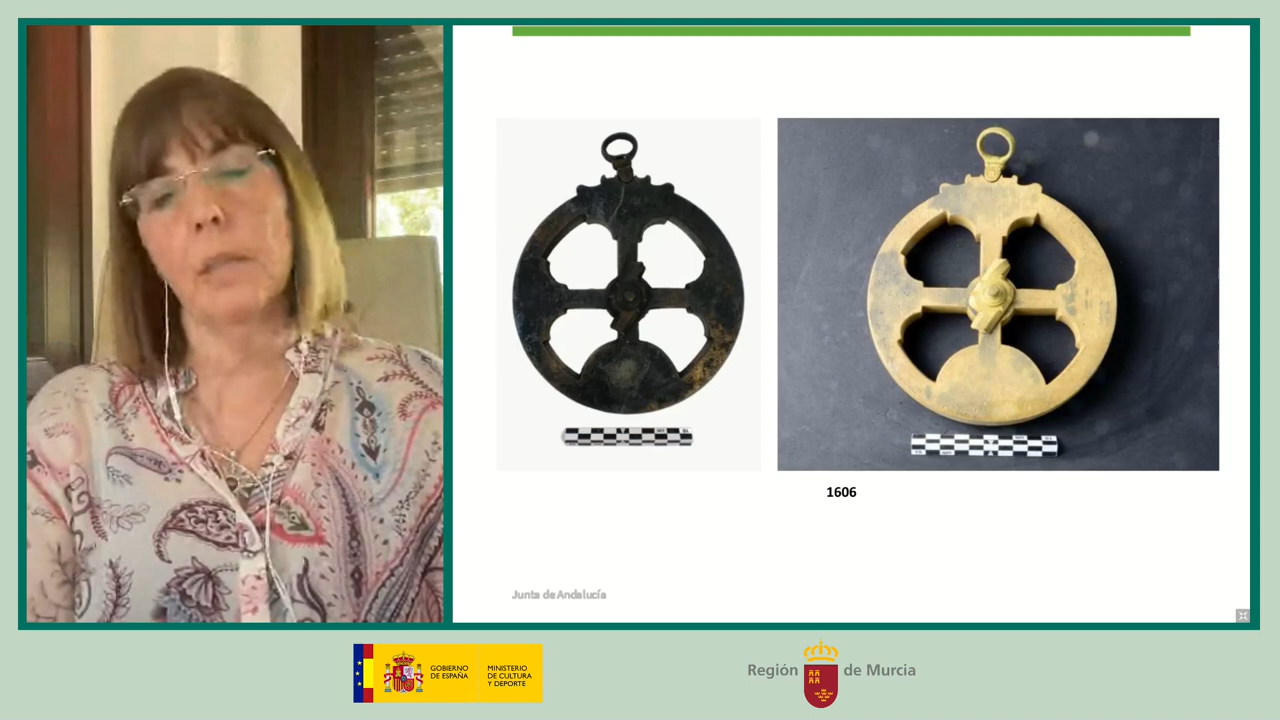 1606
Junta de Andalucía
GOBIERNO
DE ESPAÑA
MINISTERIO
DE CULTURA
Y DEPORTE
Región de Murcia